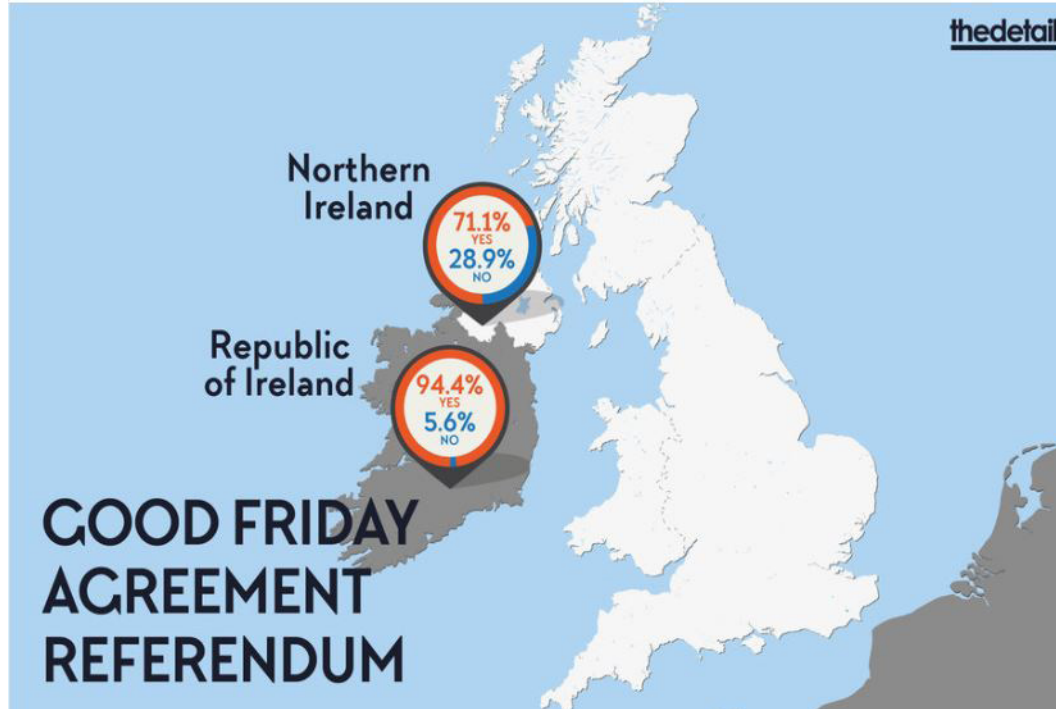 thedetail
Northern
Ireland
71.1%
YES
28.9%
NO
Republic
of Ireland
94.4%
YES
5.6%
NO
GOOD FRIDAY
AGREEMENT
REFERENDUM